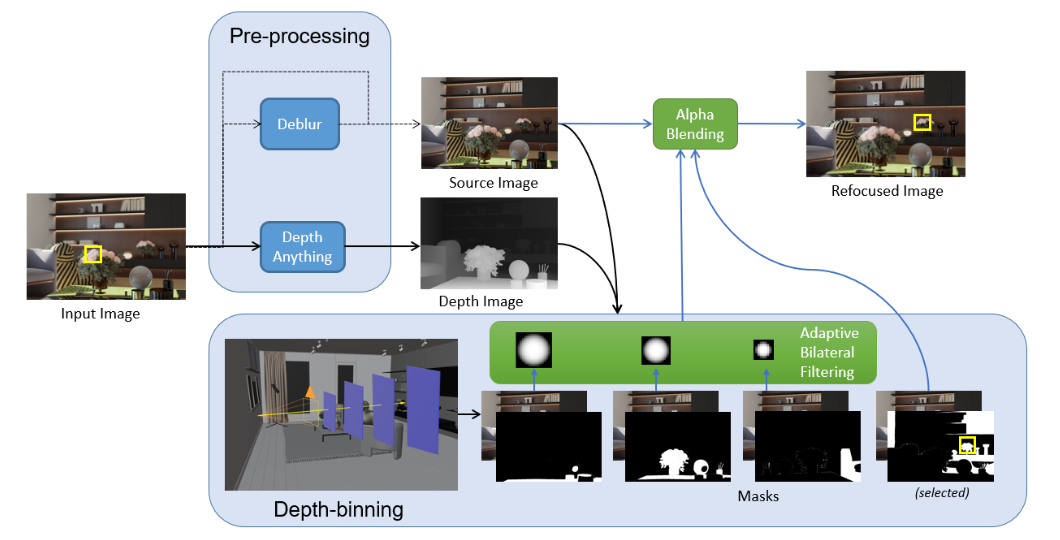 Pre-processing
Deblur
Depth
Anything
Input Image
Source Image
Depth Image
Alpha
Blending
Refocused Image
Adaptive
Bilateral
Filtering
Depth-binning
Masks
(selected)